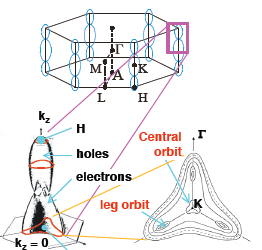 Γ
M
K
A
L
H
k_z
H
holes
electrons
k_z = 0
Central
orbit
Γ
leg orbit
K